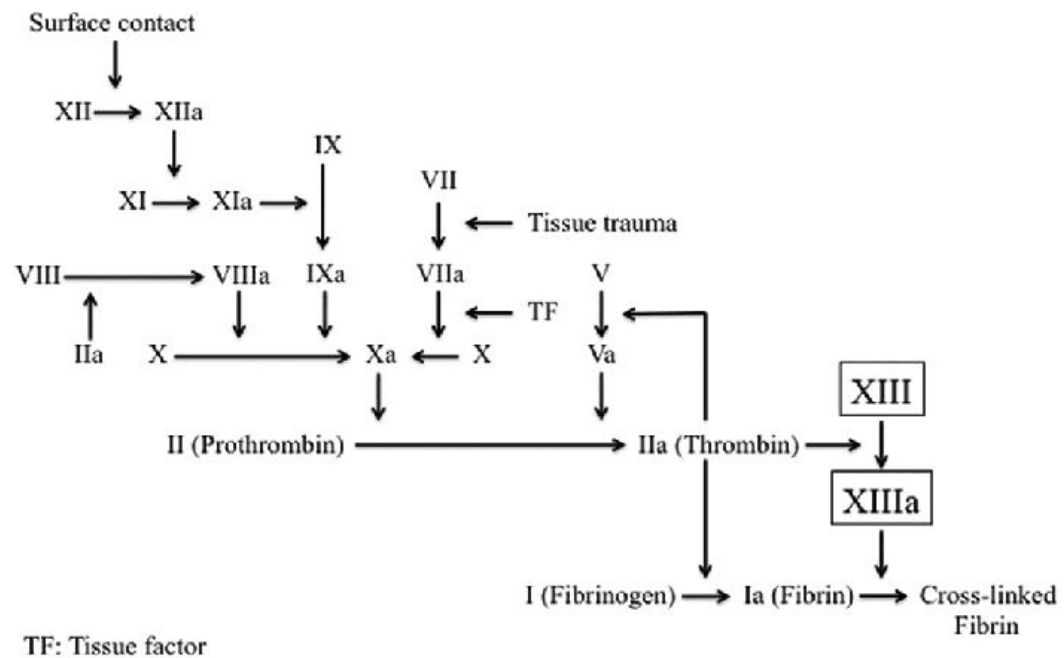 Surface contact
XII XIIa
IX
XI XIa
VII
Tissue trauma
VIII VIIIa IXa VIIa V
TF
IIa X Xa X Va
XIII
II (Prothrombin) IIa (Thrombin)
XIIIa
I (Fibrinogen) Ia (Fibrin) Cross-linked
Fibrin
TF: Tissue factor